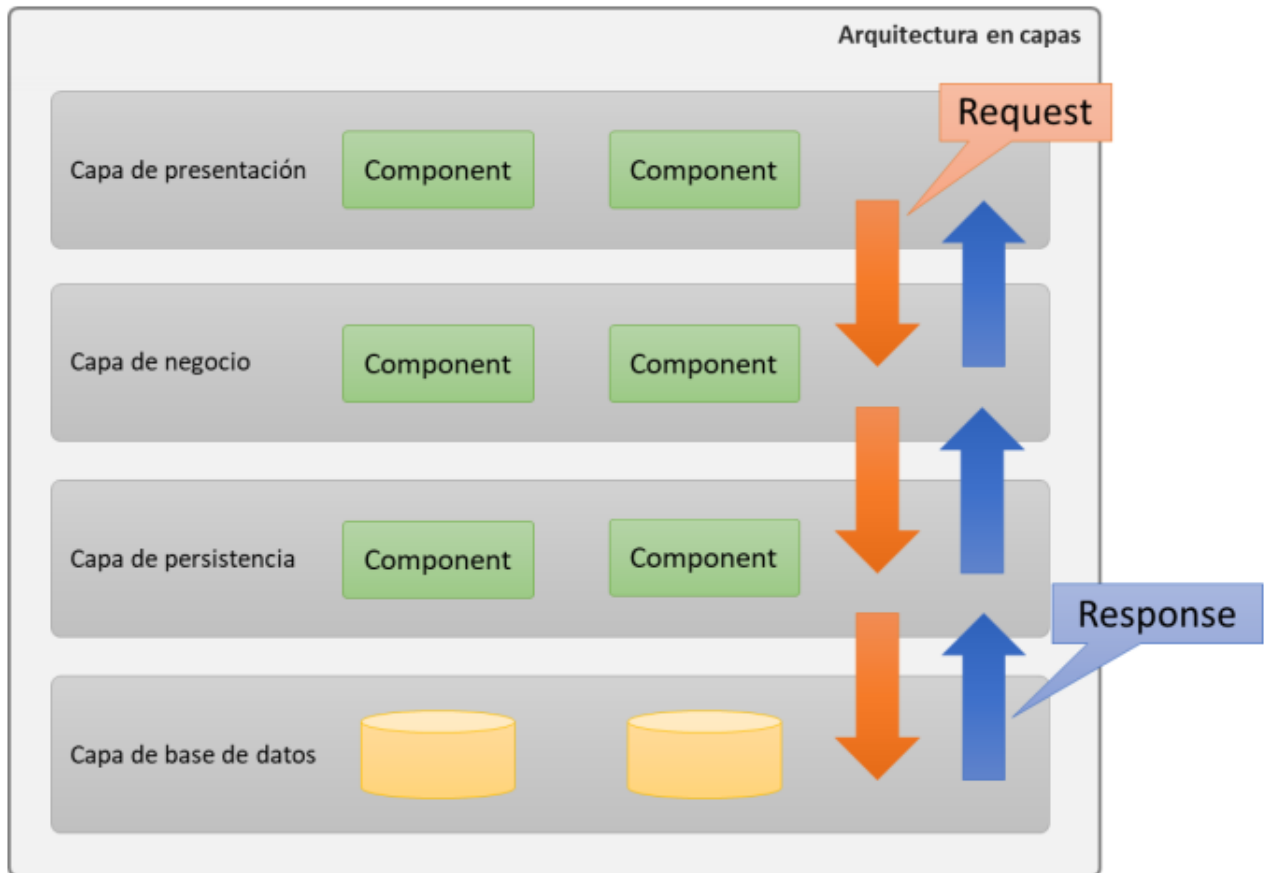 Arquitectura en capas
Request
Capa de presentación
Component
Component
Capa de negocio
Component
Component
Capa de persistencia
Component
Component
Response
Capa de base de datos